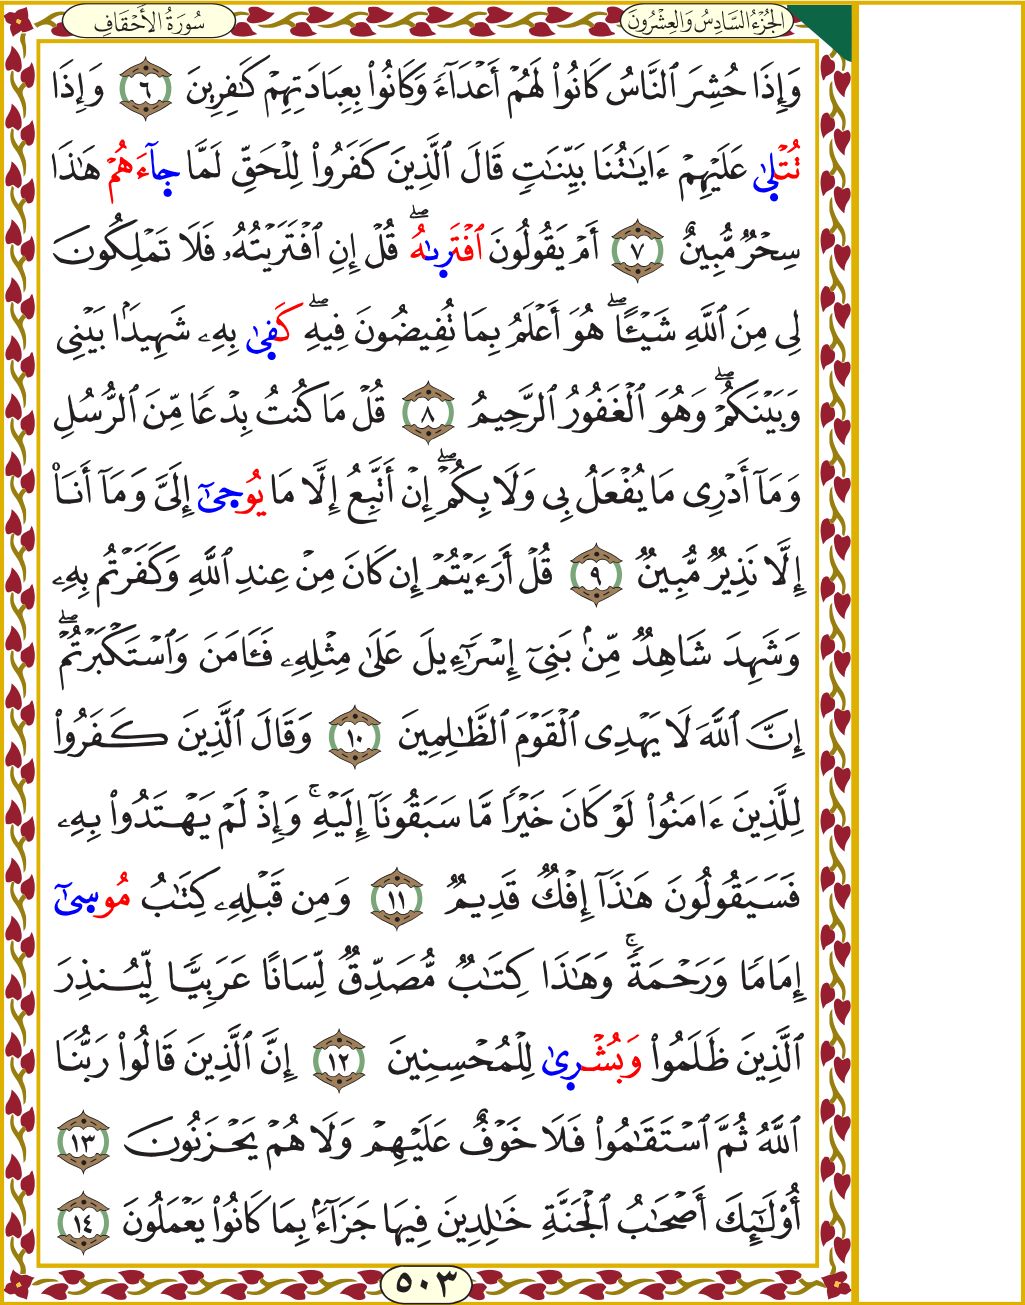 سُورَةُ الأَحْقَافِ
الجُزْءُ السَّادِسُ وَالعِشْرُونَ
وَإِذَا حُشِرَ ٱلنَّاسُ كَانُواْ لَهُمْ أَعْدَآءً وَكَانُواْ بِعِبَادَتِهِمْ كَـٰفِرِينَ ٦ وَإِذَا
تُتْلَىٰ عَلَيْهِمْ ءَايَـٰتُنَا بَيِّنَـٰتٍ قَالَ ٱلَّذِينَ كَفَرُواْ لِلْحَقِّ لَمَّا جِآءَهُمْ هَـٰذَا
سِحْرٌ مُّبِينٌ ٧ أَمْ يَقُولُونَ ٱفْتَرِىٰهُ ۖ قُلْ إِنِ ٱفْتَرَيْتُهُۥ فَلَا تَمْلِكُونَ
لِى مِنَ ٱللَّهِ شَيْـًٔا ۖ هُوَ أَعْلَمُ بِمَا تُفِيضُونَ فِيهِ ۖ كَفِىٰ بِهِۦ شَهِيدًۢا بَيْنِى
وَبَيْنَكُمْ ۖ وَهُوَ ٱلْغَفُورُ ٱلرَّحِيمُ ٨ قُلْ مَا كُنتُ بِدْعًا مِّنَ ٱلرُّسُلِ
وَمَآ أَدْرِى مَا يُفْعَلُ بِى وَلَا بِكُمْ ۖ إِنْ أَتَّبِعُ إِلَّا مَا يُوحِىٰٓ إِلَىَّ وَمَآ أَنَا۠
إِلَّا نَذِيرٌ مُّبِينٌ ٩ قُلْ أَرَءَيْتُمْ إِن كَانَ مِنْ عِندِ ٱللَّهِ وَكَفَرْتُم بِهِۦ
وَشَهِدَ شَاهِدٌ مِّنۢ بَنِىٓ إِسْرَٰٓءِيلَ عَلَىٰ مِثْلِهِۦ فَـَٔامَنَ وَٱسْتَكْبَرْتُمْ ۖ
إِنَّ ٱللَّهَ لَا يَهْدِى ٱلْقَوْمَ ٱلظَّـٰلِمِينَ ١٠ وَقَالَ ٱلَّذِينَ كَفَرُواْ
لِلَّذِينَ ءَامَنُواْ لَوْ كَانَ خَيْرًا مَّا سَبَقُونَآ إِلَيْهِ ۚ وَإِذْ لَمْ يَهْتَدُواْ بِهِۦ
فَسَيَقُولُونَ هَـٰذَآ إِفْكٌ قَدِيمٌ ١١ وَمِن قَبْلِهِۦ كِتَـٰبُ مُوسِىٰٓ
إِمَامًا وَرَحْمَةً ۚ وَهَـٰذَا كِتَـٰبٌ مُّصَدِّقٌ لِّسَانًا عَرَبِيًّا لِّيُنذِرَ
ٱلَّذِينَ ظَلَمُواْ وَبُشْرِىٰ لِلْمُحْسِنِينَ ١٢ إِنَّ ٱلَّذِينَ قَالُواْ رَبُّنَا
ٱللَّهُ ثُمَّ ٱسْتَقَـٰمُواْ فَلَا خَوْفٌ عَلَيْهِمْ وَلَا هُمْ يَحْزَنُونَ ١٣
أُوْلَـٰٓئِكَ أَصْحَـٰبُ ٱلْجَنَّةِ خَـٰلِدِينَ فِيهَا جَزَآءًۢ بِمَا كَانُواْ يَعْمَلُونَ ١٤
٥٠٣